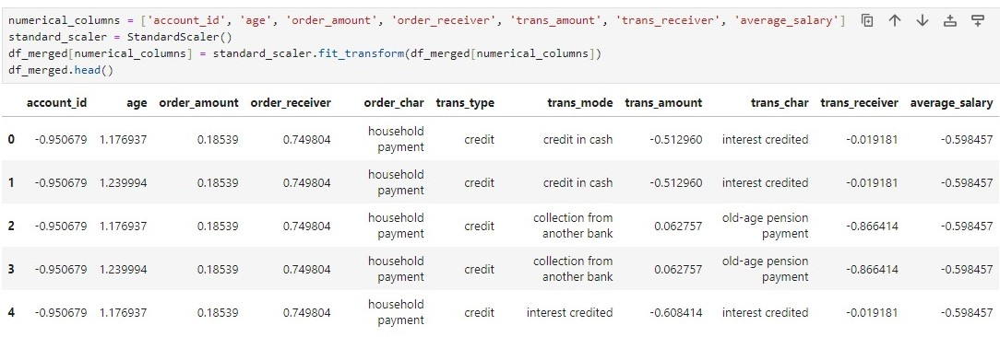 numerical_columns = ['account_id', 'age', 'order_amount', 'order_receiver', 'trans_amount', 'trans_receiver', 'average_salary']
standard_scaler = StandardScaler()
df_merged[numerical_columns] = standard_scaler.fit_transform(df_merged[numerical_columns])
df_merged.head()
account_id age order_amount order_receiver order_char trans_type trans_mode trans_amount trans_char trans_receiver average_salary
0 -0.950679 1.176937 0.18539 0.749804 household payment credit credit in cash -0.512960 interest credited -0.019181 -0.598457
1 -0.950679 1.239994 0.18539 0.749804 household payment credit credit in cash -0.512960 interest credited -0.019181 -0.598457
2 -0.950679 1.176937 0.18539 0.749804 household payment credit collection from another bank 0.062757 old-age pension payment -0.866414 -0.598457
3 -0.950679 1.239994 0.18539 0.749804 household payment credit collection from another bank 0.062757 old-age pension payment -0.866414 -0.598457
4 -0.950679 1.176937 0.18539 0.749804 household payment credit interest credited -0.608414 interest credited -0.019181 -0.598457